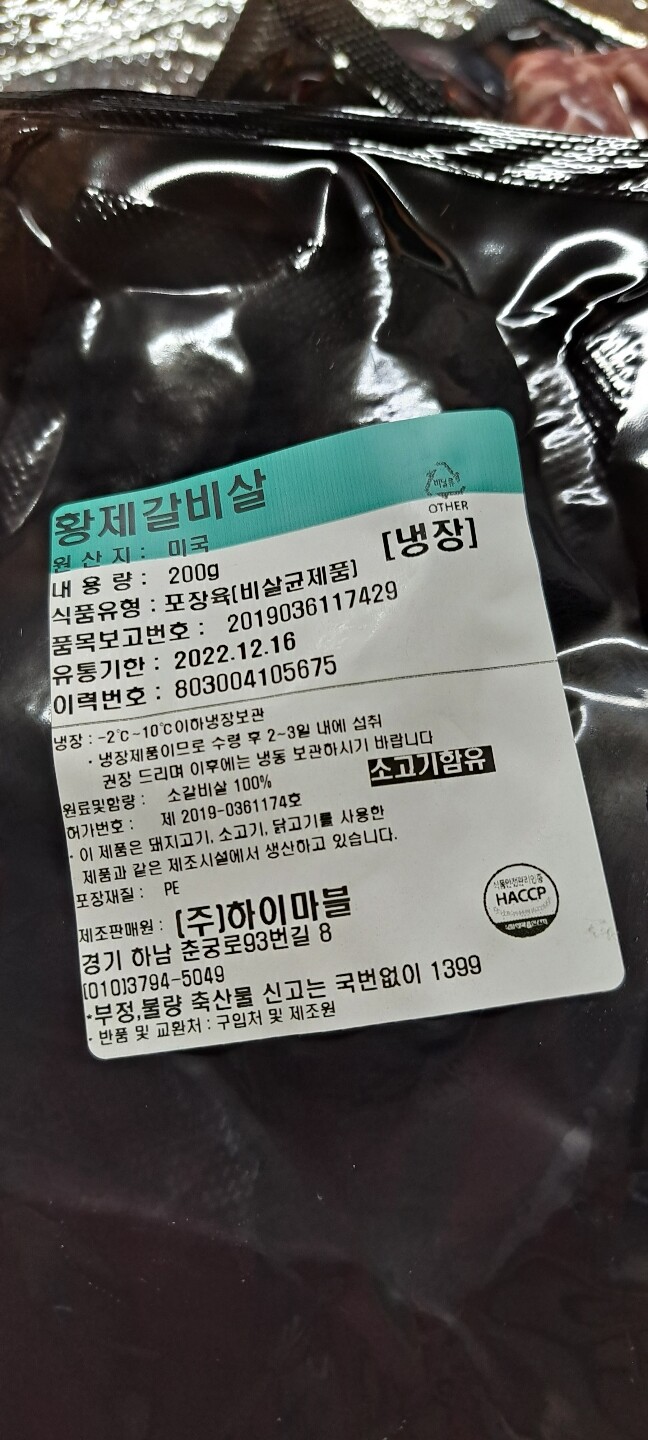 황제갈비살
비닐류
OTHER
원 산 지 : 미국
[냉장]
내 용 량 : 200g
식품유형 : 포장육(비살균제품)
품목보고번호 : 2019036117429
유통기한 : 2022.12.16
이력번호 : 803004105675
냉장 : -2℃~10℃이하냉장보관
· 냉장제품이므로 수령 후 2~3일 내에 섭취
권장 드리며 이후에는 냉동 보관하시기 바랍니다
소고기함유
원료및함량 : 소갈비살 100%
허가번호 : 제 2019-0361174호
· 이 제품은 돼지고기, 소고기, 닭고기를 사용한
제품과 같은 제조시설에서 생산하고 있습니다.
포장재질 : PE
식품안전관리인증
HACCP
제조판매원 : (주)하이마블
경기 하남 춘궁로93번길 8
(010)3794-5049
·부정,불량 축산물 신고는 국번없이 1399
· 반품 및 교환처 : 구입처 및 제조원